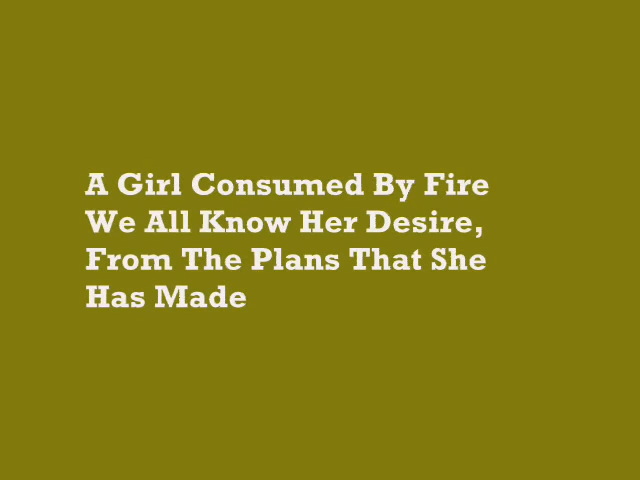 A Girl Consumed By Fire
We All Know Her Desire,
From The Plans That She
Has Made